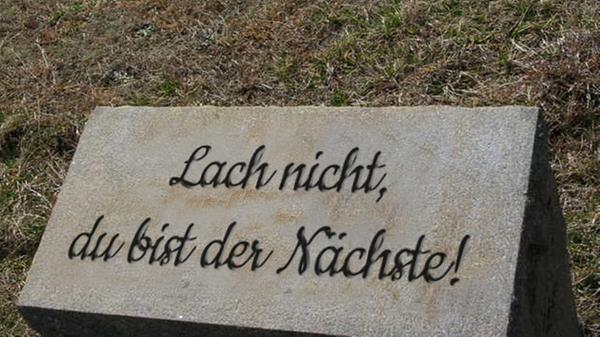 Lach nicht,
du bist der Nächste!